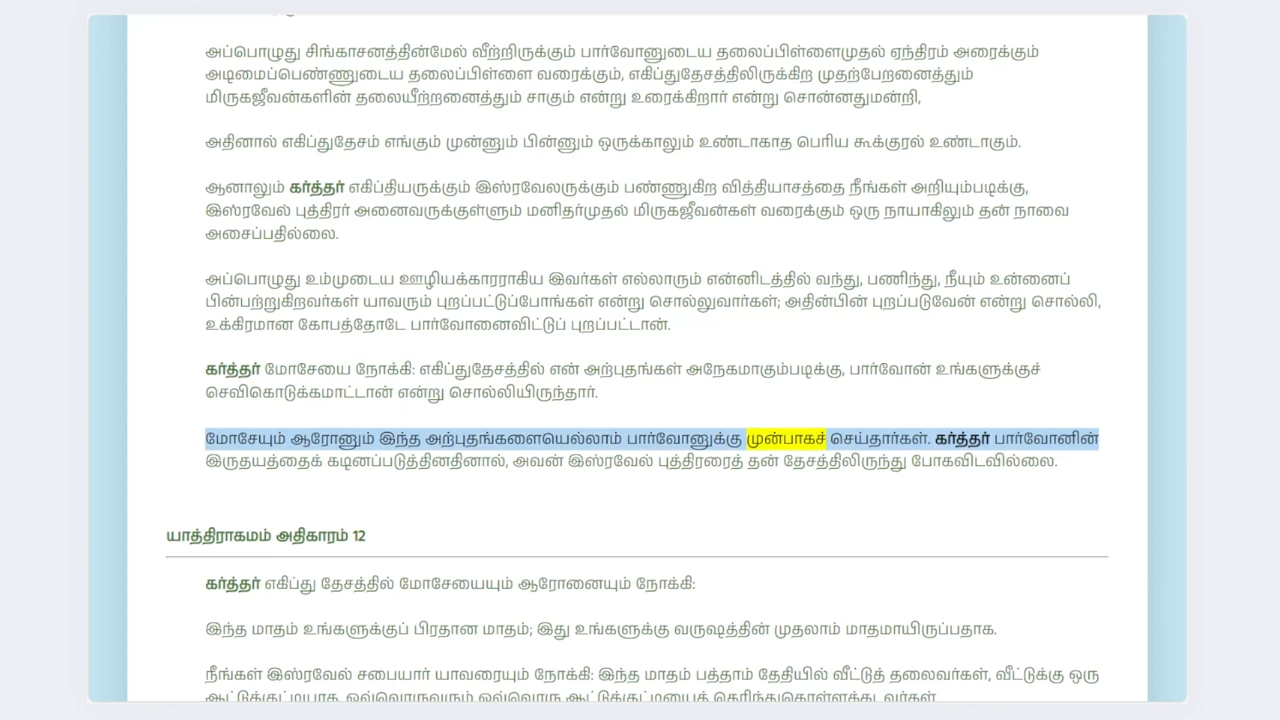 அப்பொழுது சிங்காசனத்தின்மேல் வீற்றிருக்கும் பார்வோனுடைய தலைப்பிள்ளைமுதல் ஏந்திரம் அரைக்கும்
அடிமைப்பெண்ணுடைய தலைப்பிள்ளை வரைக்கும், எகிப்துதேசத்திலிருக்கிற முதற்பேறனைத்தும்
மிருகஜீவன்களின் தலையீற்றனைத்தும் சாகும் என்று உரைக்கிறார் என்று சொன்னதுமன்றி,
அதினால் எகிப்துதேசம் எங்கும் முன்னும் பின்னும் ஒருக்காலும் உண்டாகாத பெரிய கூக்குரல் உண்டாகும்.
ஆனாலும் கர்த்தர் எகிப்தியருக்கும் இஸ்ரவேலருக்கும் பண்ணுகிற வித்தியாசத்தை நீங்கள் அறியும்படிக்கு,
இஸ்ரவேல் புத்திரர் அனைவருக்குள்ளும் மனிதர்முதல் மிருகஜீவன்கள் வரைக்கும் ஒரு நாயாகிலும் தன் நாவை
அசைப்பதில்லை.
அப்பொழுது உம்முடைய ஊழியக்காரராகிய இவர்கள் எல்லாரும் என்னிடத்தில் வந்து, பணிந்து, நீயும் உன்னைப்
பின்பற்றுகிறவர்கள் யாவரும் புறப்பட்டுப்போங்கள் என்று சொல்லுவார்கள்; அதின்பின் புறப்படுவேன் என்று சொல்லி,
உக்கிரமான கோபத்தோடே பார்வோனைவிட்டுப் புறப்பட்டான்.
கர்த்தர் மோசேயை நோக்கி: எகிப்துதேசத்தில் என் அற்புதங்கள் அநேகமாகும்படிக்கு, பார்வோன் உங்களுக்குச்
செவிகொடுக்கமாட்டான் என்று சொல்லியிருந்தார்.
மோசேயும் ஆரோனும் இந்த அற்புதங்களையெல்லாம் பார்வோனுக்கு முன்பாகச் செய்தார்கள். கர்த்தர் பார்வோனின்
இருதயத்தைக் கடினப்படுத்தினதினால், அவன் இஸ்ரவேல் புத்திரரைத் தன் தேசத்திலிருந்து போகவிடவில்லை.
யாத்திராகமம் அதிகாரம் 12
கர்த்தர் எகிப்து தேசத்தில் மோசேயையும் ஆரோனையும் நோக்கி:
இந்த மாதம் உங்களுக்குப் பிரதான மாதம்; இது உங்களுக்கு வருஷத்தின் முதலாம் மாதமாயிருப்பதாக.
நீங்கள் இஸ்ரவேல் சபையார் யாவரையும் நோக்கி: இந்த மாதம் பத்தாம் தேதியில் வீட்டுத் தலைவர்கள், வீட்டுக்கு ஒரு
ஆட்டுக்குட்டியாக, ஒவ்வொருவரும் ஒவ்வொரு ஆட்டுக்குட்டியைத் தெரிந்துகொள்ளக்கடவர்கள்.